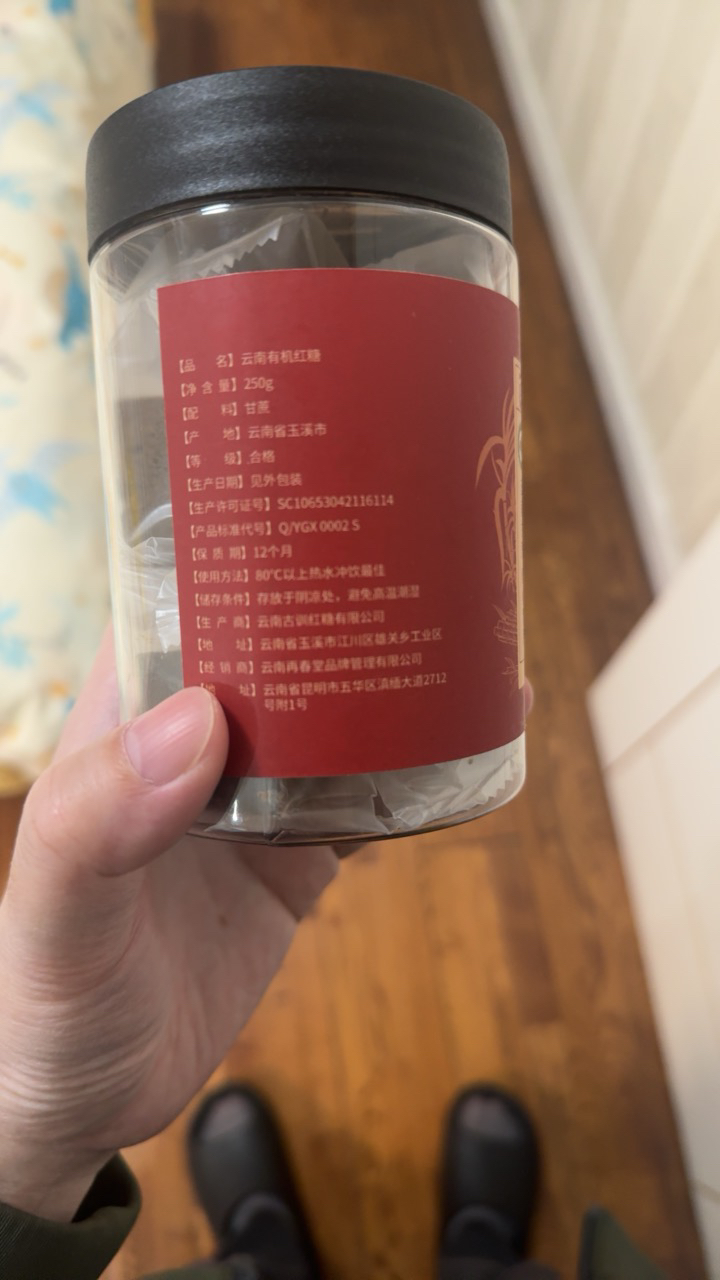 【品 名】云南有机红糖
【净 含 量】250g
【配 料】甘蔗
【产 地】云南省玉溪市
【等 级】合格
【生产日期】见外包装
【生产许可证号】SC10653042116114
【产品标准代号】Q/YGX 0002 S
【保 质 期】12个月
【使用方法】80℃以上热水冲饮最佳
【储存条件】存放于阴凉处，避免高温潮湿
【生 产 商】云南古训红糖有限公司
【地 址】云南省玉溪市江川区雄关乡工业区
【经 销 商】云南再春堂品牌管理有限公司
【地 址】云南省昆明市五华区滇缅大道2712
号附1号